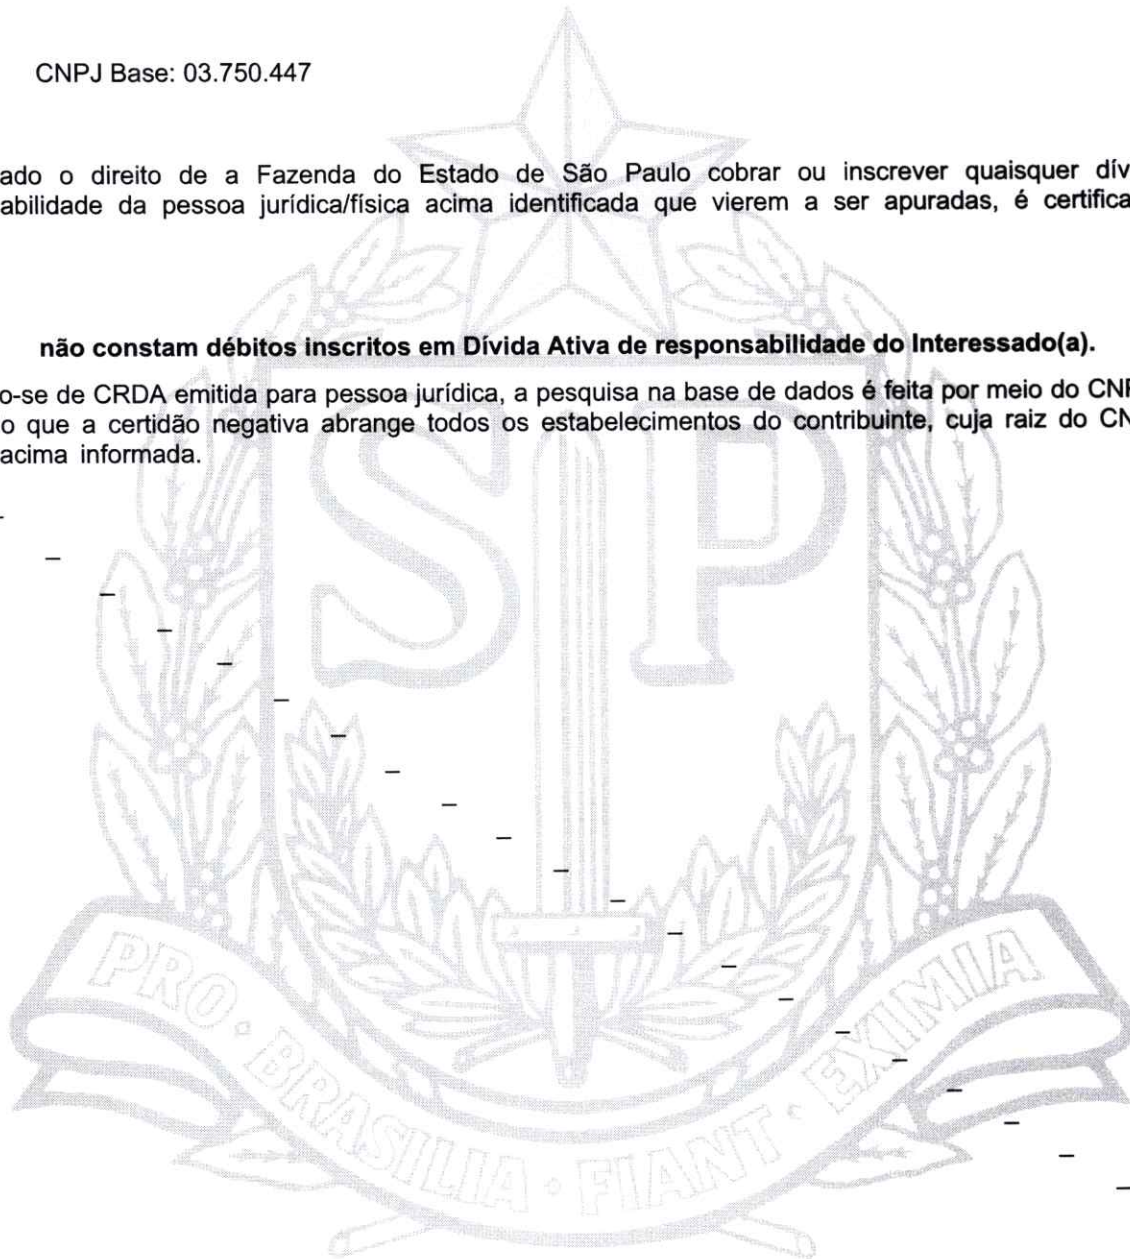 CNPJ Base: 03.750.447
ado o direito de a Fazenda do Estado de São Paulo cobrar ou inscrever quaisquer dív
abilidade da pessoa jurídica/física acima identificada que vierem a ser apuradas, é certifica
não constam débitos inscritos em Dívida Ativa de responsabilidade do Interessado(a).
o-se de CRDA emitida para pessoa jurídica, a pesquisa na base de dados é feita por meio do CNP
o que a certidão negativa abrange todos os estabelecimentos do contribuinte, cuja raiz do CN
acima informada.
SP
PRO · BRASILIA · FIANT · EXIMIA